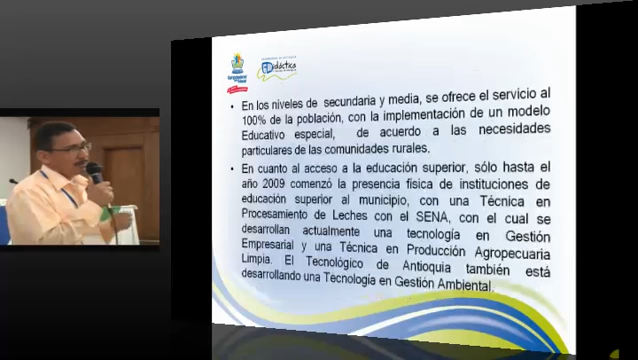 Didáctica
• En los niveles de secundaria y media, se ofrece el servicio al
100% de la población, con la implementación de un modelo
Educativo especial, de acuerdo a las necesidades
particulares de las comunidades rurales.
• En cuanto al acceso a la educación superior, sólo hasta el
año 2009 comenzó la presencia física de instituciones de
educación superior al municipio, con una Técnica en
Procesamiento de Leches con el SENA, con el cual se
desarrollan actualmente una tecnología en Gestión
Empresarial y una Técnica en Producción Agropecuaria
Limpia. El Tecnológico de Antioquia también está
desarrollando una Tecnología en Gestión Ambiental.